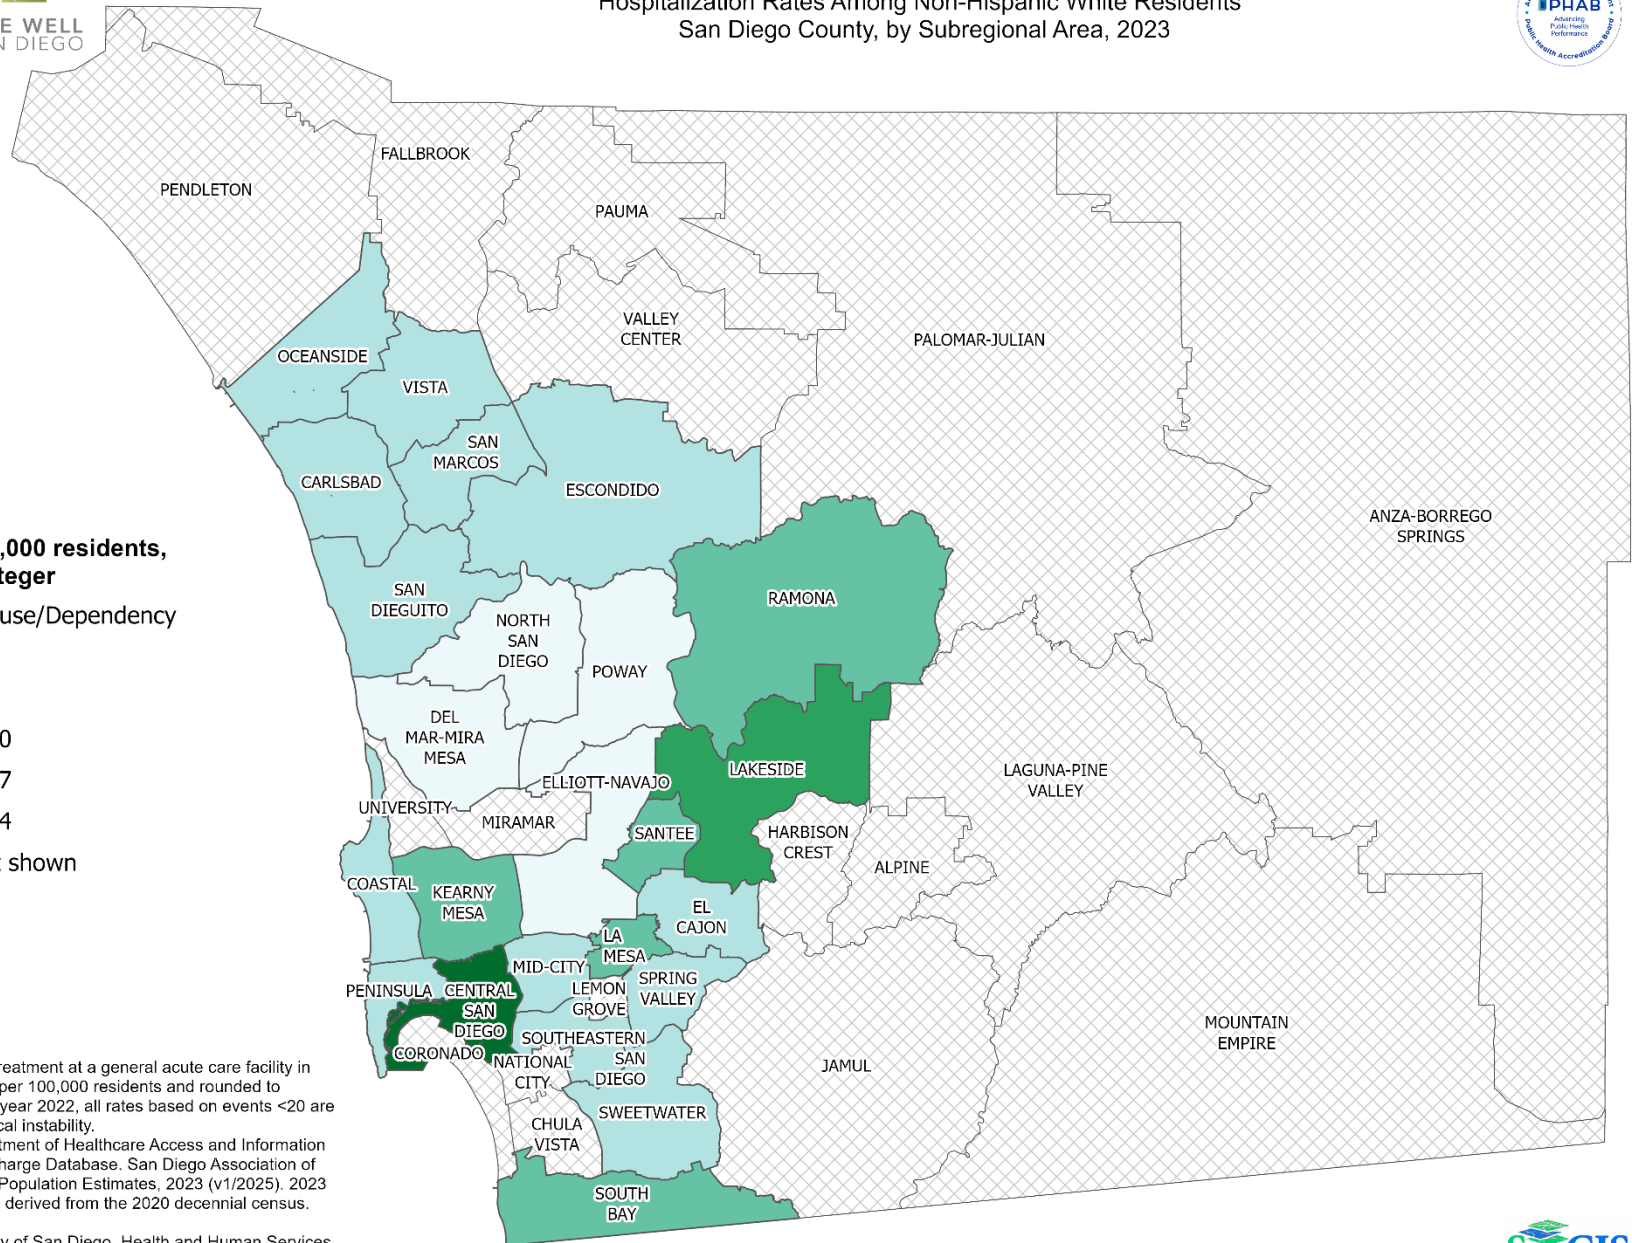 E WELL
N DIEGO
Hospitalization Rates Among Non-Hispanic White Residents
San Diego County, by Subregional Area, 2023
PHAB
Advancing
Public Health
Performance
Public Health Accreditation Board
FALLBROOK
PENDLETON
PAUMA
VALLEY
CENTER
PALOMAR-JULIAN
OCEANSIDE
VISTA
SAN
MARCOS
CARLSBAD
ESCONDIDO
ANZA-BORREGO
SPRINGS
,000 residents,
teger
use/Dependency
0
7
4
t shown
SAN
DIEGUITO
RAMONA
NORTH
SAN
DIEGO
POWAY
DEL
MAR-MIRA
MESA
ELLIOTT-NAVAJO
LAKESIDE
LAGUNA-PINE
VALLEY
UNIVERSITY
MIRAMAR
SANTEE
HARBISON
CREST
ALPINE
COASTAL
KEARNY
MESA
EL
CAJON
LA
MESA
MID-CITY
SPRING
VALLEY
LEMON
GROVE
PENINSULA
CENTRAL
SAN
DIEGO
CORONADO
SOUTHEASTERN
SAN
DIEGO
NATIONAL
CITY
MOUNTAIN
EMPIRE
JAMUL
SWEETWATER
CHULA
VISTA
SOUTH
BAY
reatment at a general acute care facility in
per 100,000 residents and rounded to
year 2022, all rates based on events <20 are
cal instability.
tment of Healthcare Access and Information
harge Database. San Diego Association of
Population Estimates, 2023 (v1/2025). 2023
derived from the 2020 decennial census.
y of San Diego, Health and Human Services